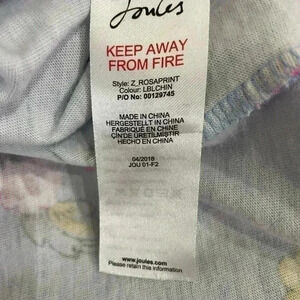 Joules
KEEP AWAY
FROM FIRE
Style: Z_ROSAPRINT
Colour: LBLCHIN
P/O No: 00129745
MADE IN CHINA
HERGESTELLT IN CHINA
FABRIQUÉ EN CHINE
ÇIN'DE ÜRETILMIŞTIR
HECHO EN CHINA
04/2018
JOU 01-F2
www.joules.com
Please retain this information